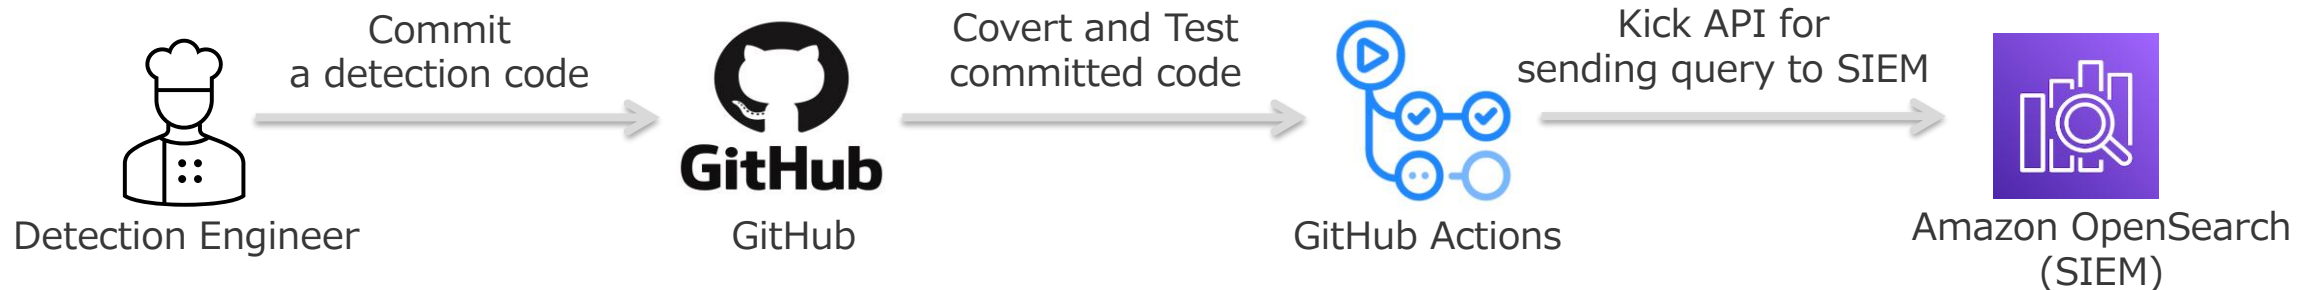 Commit
a detection code
Covert and Test
committed code
Kick API for
sending query to SIEM
GitHub
Detection Engineer
GitHub
GitHub Actions
Amazon OpenSearch
(SIEM)